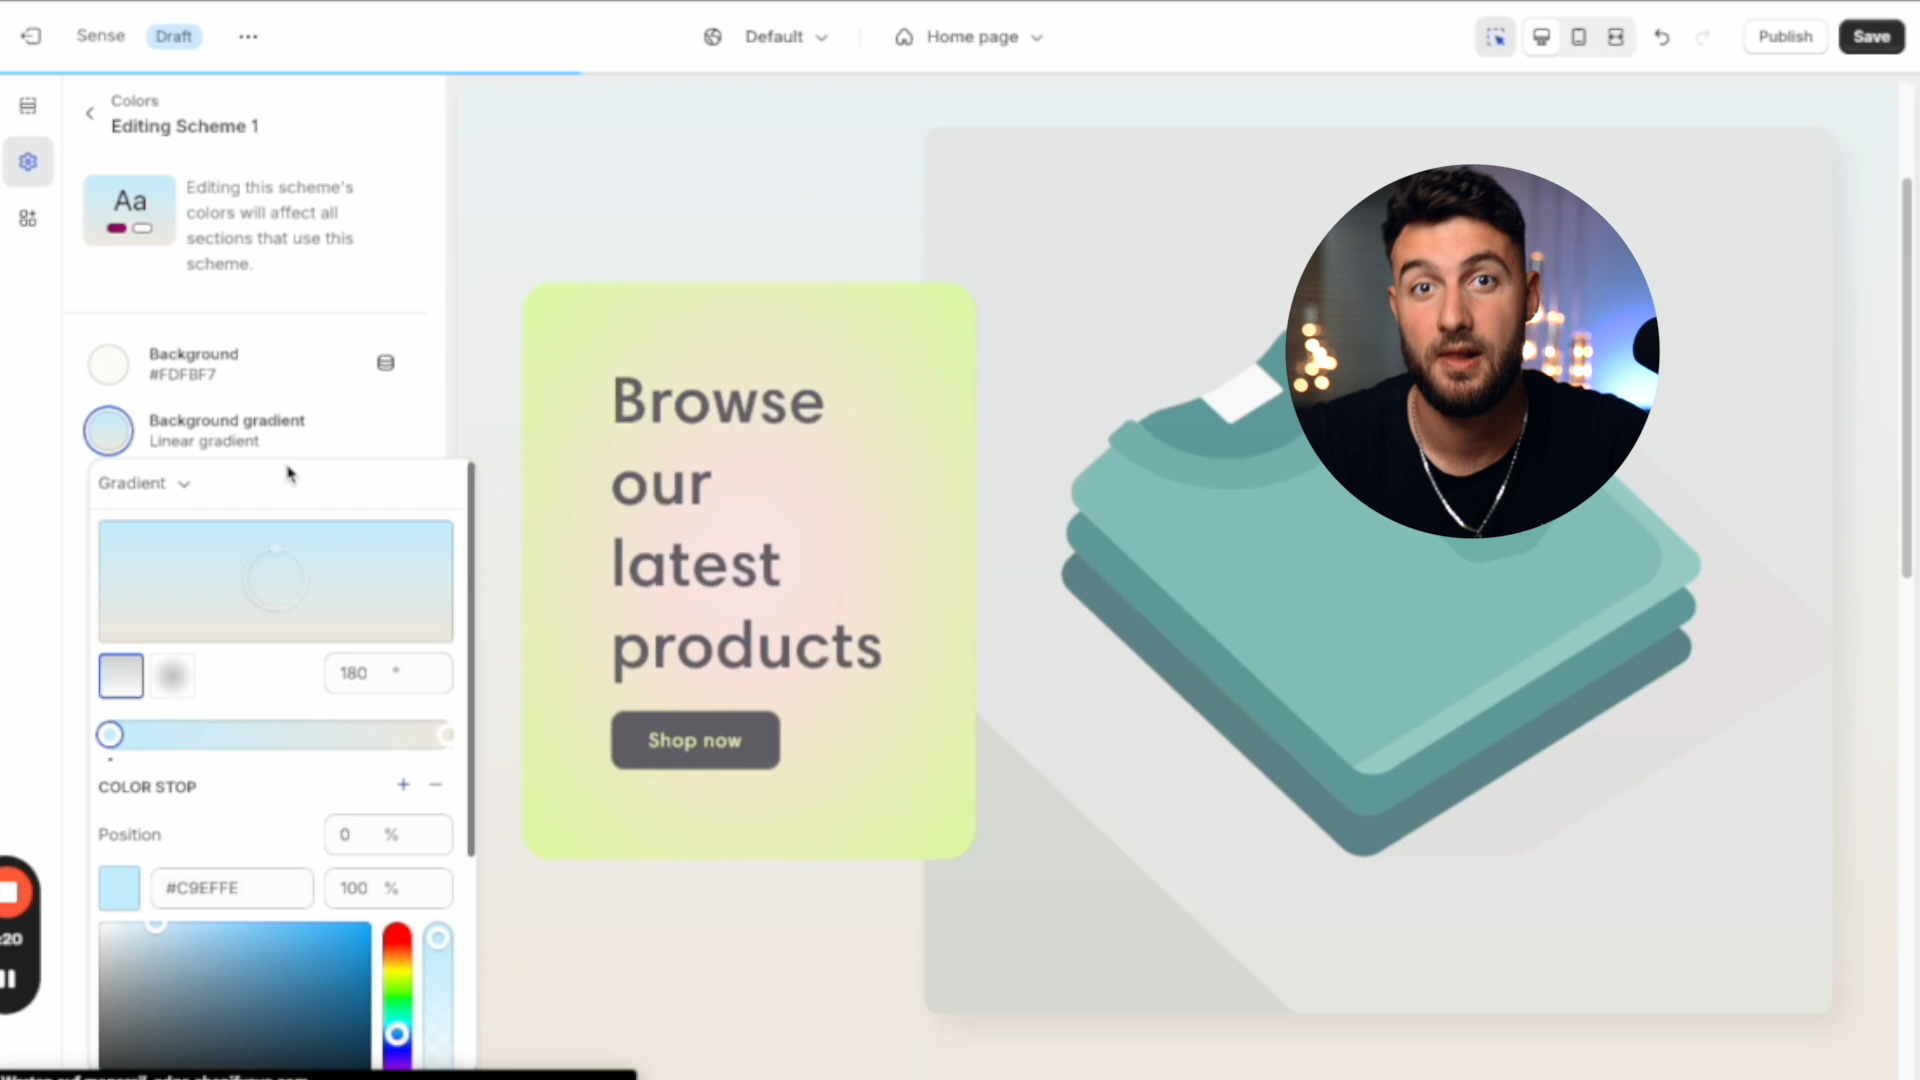 Sense
Draft
Default
Home page
Publish
Save
Colors
Editing Scheme 1
Aa
Editing this scheme's
colors will affect all
sections that use this
scheme.
Background
#FDFBF7
Background gradient
Linear gradient
Gradient
180 °
COLOR STOP
Position
0 %
#C9EFFE
100 %
:20
Browse
our
latest
products
Shop now